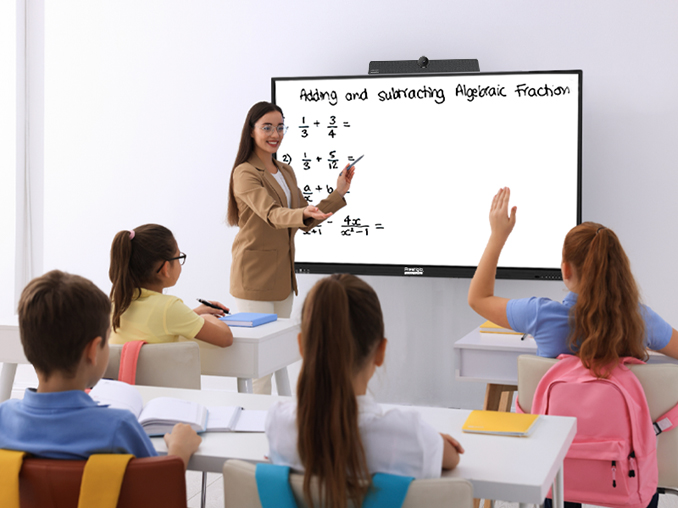 Adding and subtracting Algebraic Fraction
1/3 + 3/4 =
2) 1/3 + 5/12 =
a/x + b
- 4x/x²-1 =